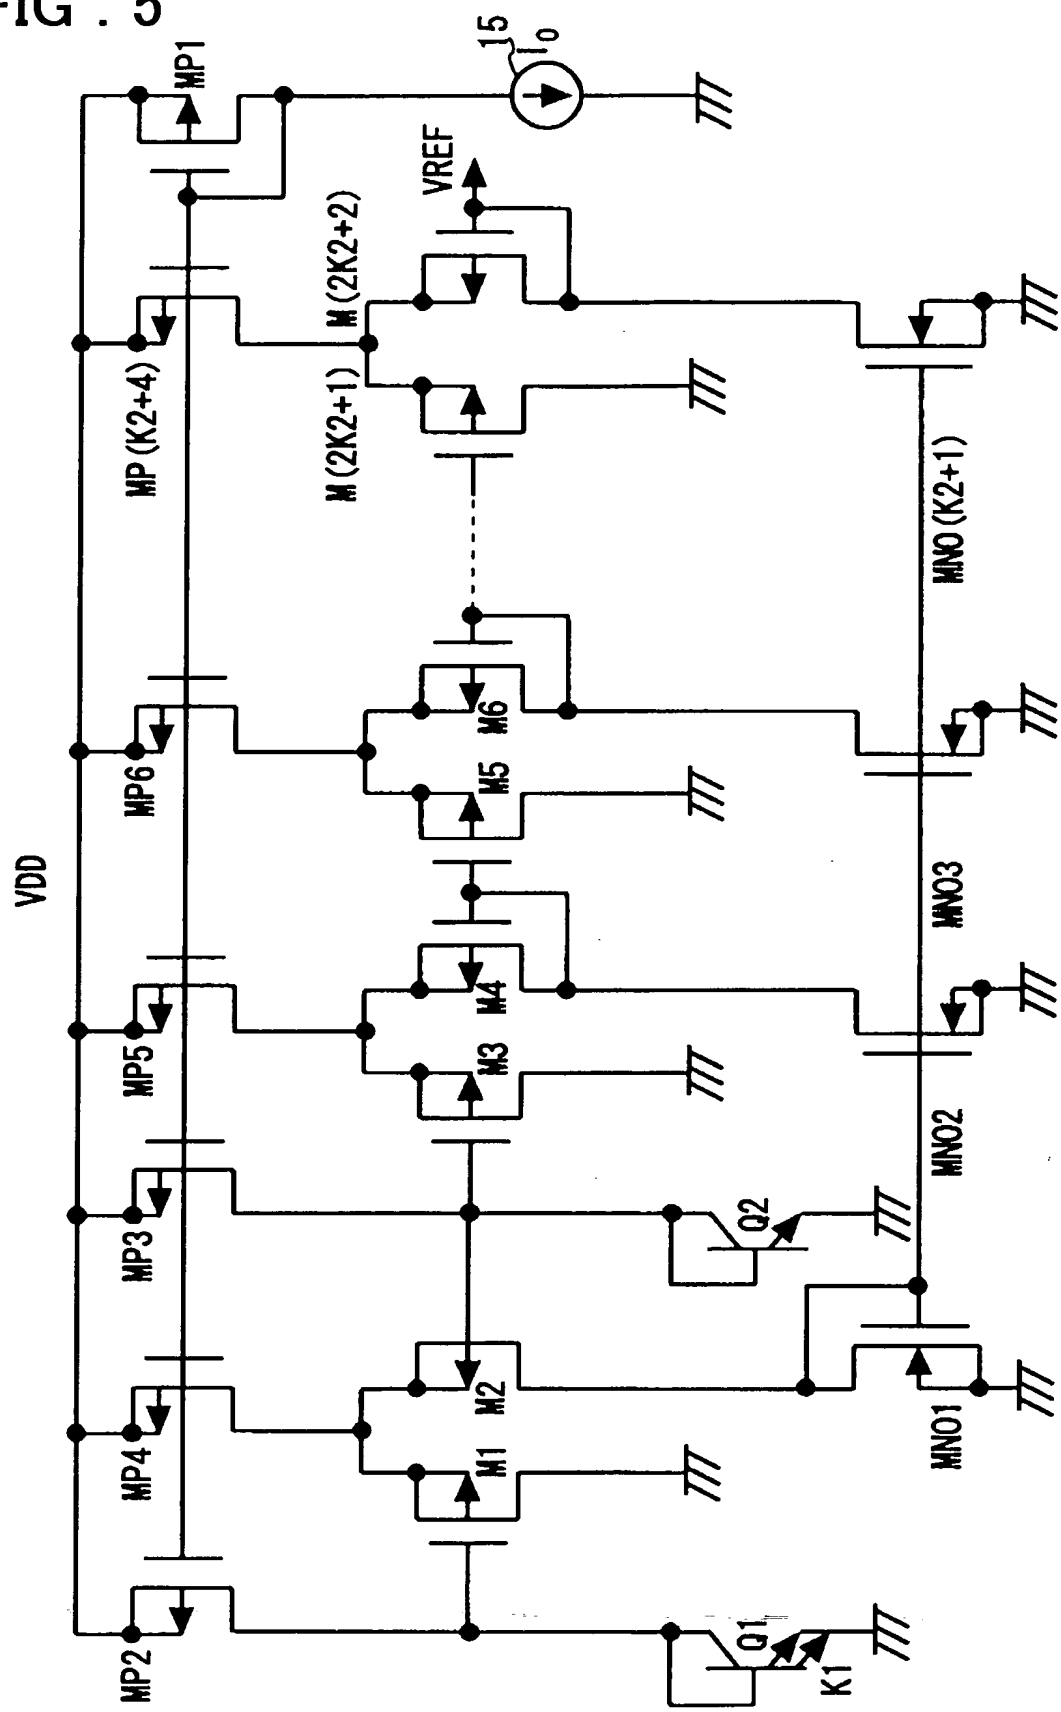 FIG . 5
VDD
MP2
MP4
MP3
MP5
MP6
MP(K2+4)
MP1
M1
M2
M3
M4
M5
M6
M(2K2+1)
M(2K2+2)
VREF
15
I0
Q1
K1
Q2
MNO1
MNO2
MNO3
MNO(K2+1)